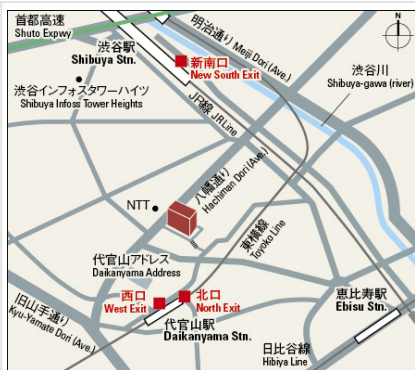 首都高速
Shuto Expwy
明治通り Meiji Dori (Ave.)
渋谷駅
Shibuya Stn.
新南口
New South Exit
渋谷川
Shibuya-gawa (river)
渋谷インフォスタワーハイツ
Shibuya Infoss Tower Heights
JR線 JR Line
八幡通り
Hachiman Dori (Ave.)
NTT
東横線
Toyoko Line
代官山アドレス
Daikanyama Address
旧山手通り
Kyu-Yamate Dori (Ave.)
西口
West Exit
北口
North Exit
代官山駅
Daikanyama Stn.
恵比寿駅
Ebisu Stn.
日比谷線
Hibiya Line
N